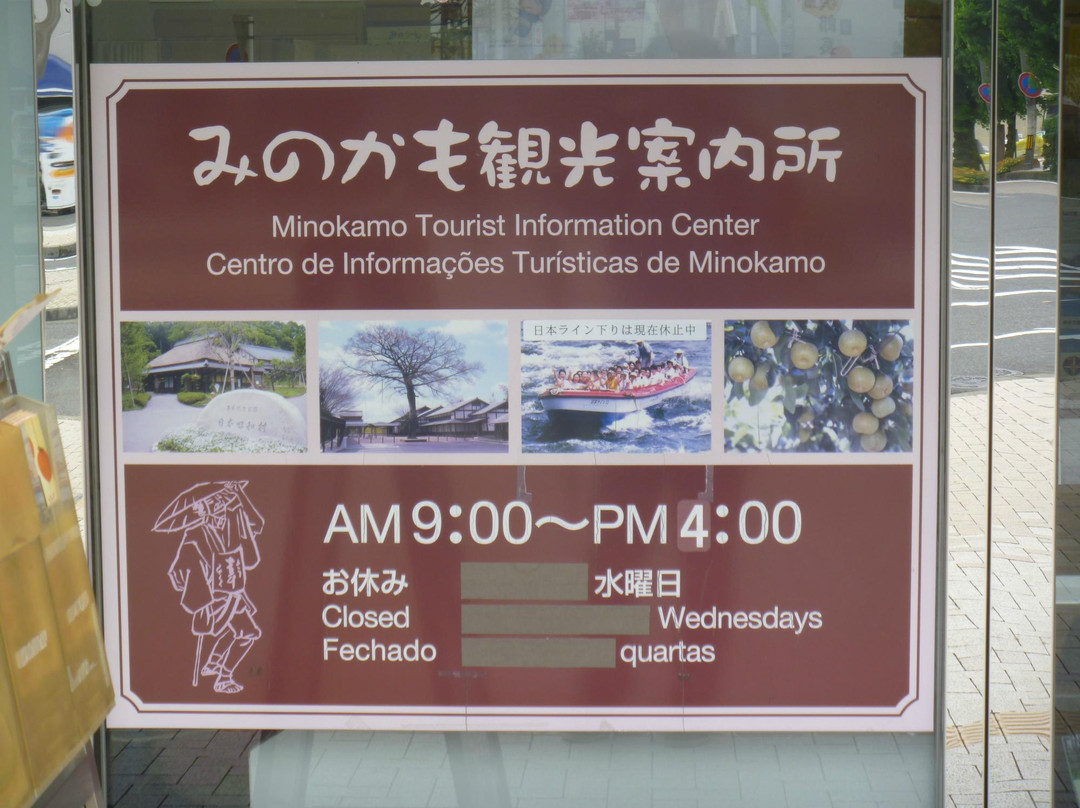 みのかも観光案内所
Minokamo Tourist Information Center
Centro de Informações Turísticas de Minokamo
日本ライン下りは現在休止中
AM 9:00～PM 4:00
お休み 水曜日
Closed Wednesdays
Fechado quartas